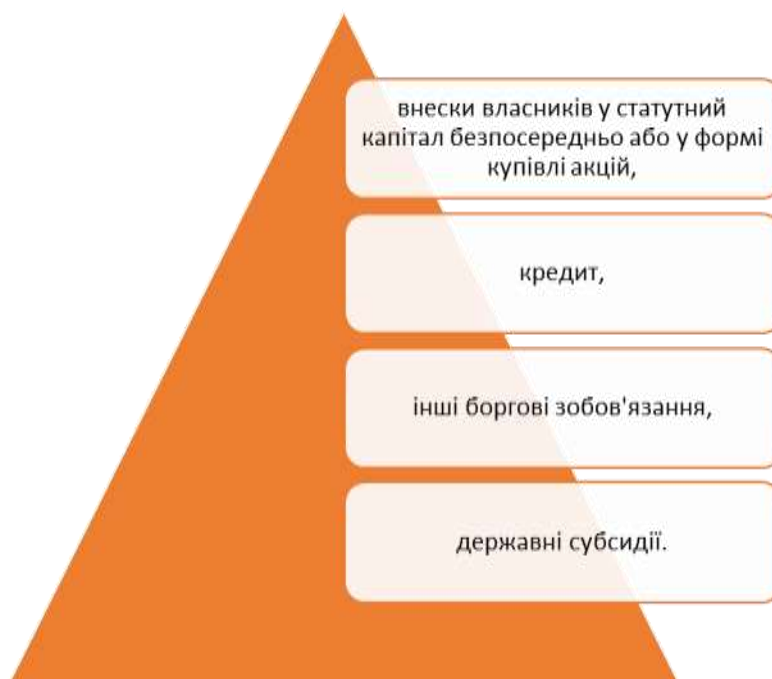 внески власників у статутний
капітал безпосередньо або у формі
купівлі акцій,
кредит,
інші боргові зобов'язання,
державні субсидії.